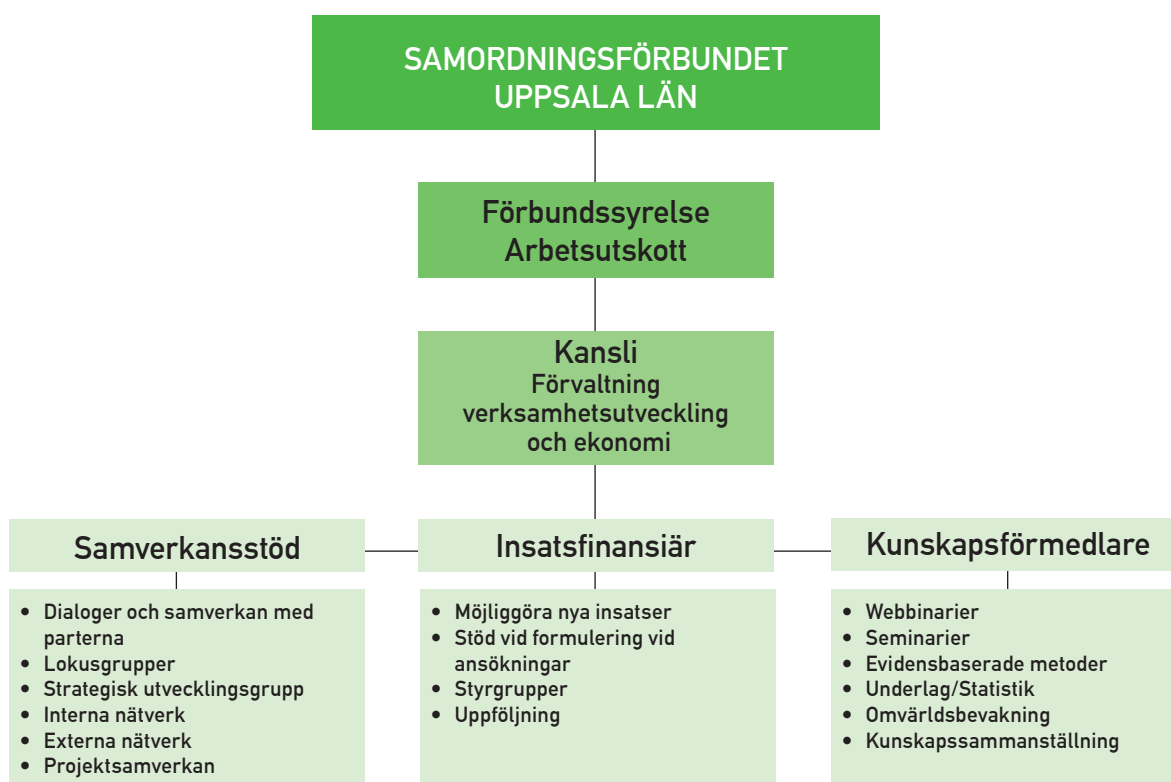 SAMORDNINGSFÖRBUNDET
UPPSALA LÄN
Förbundssyrelse
Arbetsutskott
Kansli
Förvaltning
verksamhetsutveckling
och ekonomi
Samverkansstöd
• Dialoger och samverkan med
parterna
• Lokusgrupper
• Strategisk utvecklingsgrupp
• Interna nätverk
• Externa nätverk
• Projektsamverkan
Insatsfinansiär
• Möjliggöra nya insatser
• Stöd vid formulering vid
ansökningar
• Styrgrupper
• Uppföljning
Kunskapsförmedlare
• Webbinarier
• Seminarier
• Evidensbaserade metoder
• Underlag/Statistik
• Omvärldsbevakning
• Kunskapssammanställning